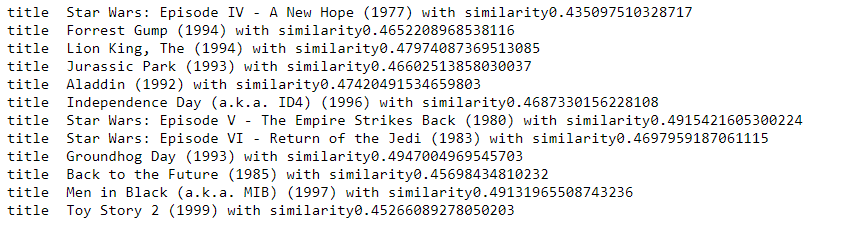 title  Star Wars: Episode IV - A New Hope (1977) with similarity0.435097510328717
title  Forrest Gump (1994) with similarity0.4652208968538116
title  Lion King, The (1994) with similarity0.47974087369513085
title  Jurassic Park (1993) with similarity0.46602513858030037
title  Aladdin (1992) with similarity0.47420491534659803
title  Independence Day (a.k.a. ID4) (1996) with similarity0.4687330156228108
title  Star Wars: Episode V - The Empire Strikes Back (1980) with similarity0.4915421605300224
title  Star Wars: Episode VI - Return of the Jedi (1983) with similarity0.4697959187061115
title  Groundhog Day (1993) with similarity0.4947004969545703
title  Back to the Future (1985) with similarity0.45698434810232
title  Men in Black (a.k.a. MIB) (1997) with similarity0.49131965508743236
title  Toy Story 2 (1999) with similarity0.45266089278050203